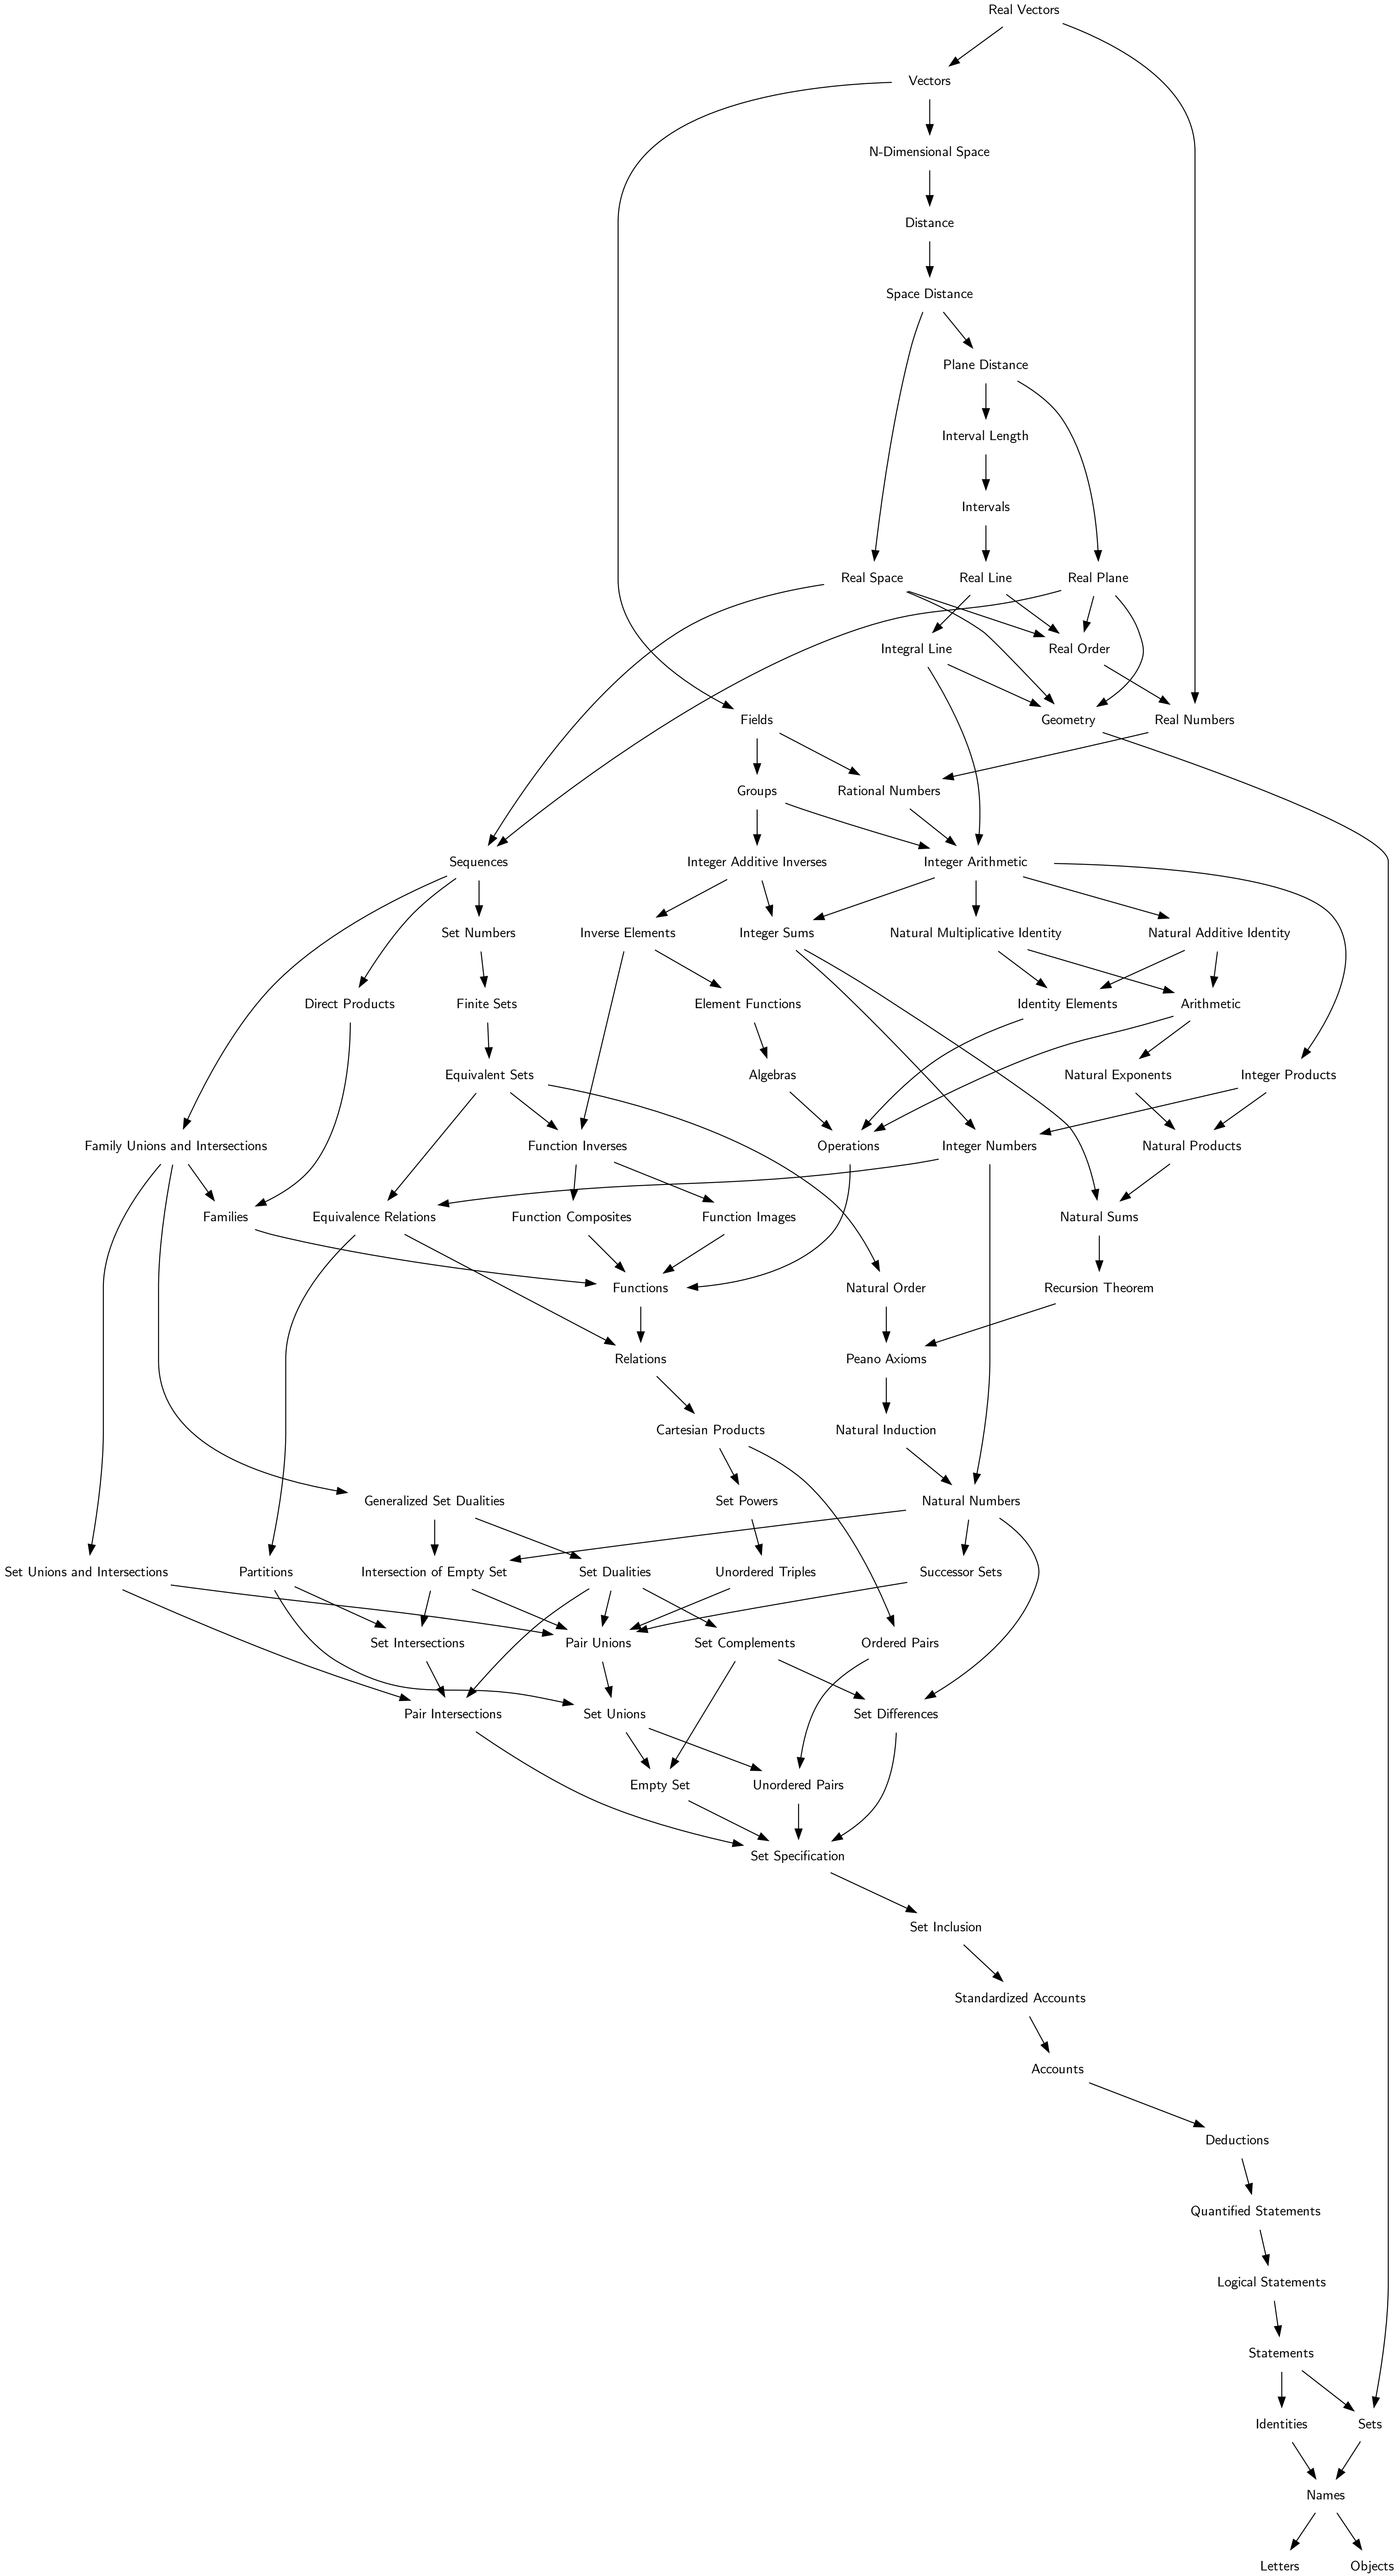 Real Vectors
Vectors
N-Dimensional Space
Distance
Space Distance
Plane Distance
Interval Length
Intervals
Real Space
Real Line
Real Plane
Integral Line
Real Order
Fields
Geometry
Real Numbers
Groups
Rational Numbers
Sequences
Integer Additive Inverses
Integer Arithmetic
Set Numbers
Inverse Elements
Integer Sums
Natural Multiplicative Identity
Natural Additive Identity
Direct Products
Finite Sets
Element Functions
Identity Elements
Arithmetic
Equivalent Sets
Algebras
Natural Exponents
Integer Products
Family Unions and Intersections
Function Inverses
Operations
Integer Numbers
Natural Products
Families
Equivalence Relations
Function Composites
Function Images
Natural Sums
Functions
Natural Order
Recursion Theorem
Relations
Peano Axioms
Cartesian Products
Natural Induction
Generalized Set Dualities
Set Powers
Natural Numbers
Set Unions and Intersections
Partitions
Intersection of Empty Set
Set Dualities
Unordered Triples
Successor Sets
Set Intersections
Pair Unions
Set Complements
Ordered Pairs
Pair Intersections
Set Unions
Set Differences
Empty Set
Unordered Pairs
Set Specification
Set Inclusion
Standardized Accounts
Accounts
Deductions
Quantified Statements
Logical Statements
Statements
Identities
Sets
Names
Letters
Objects